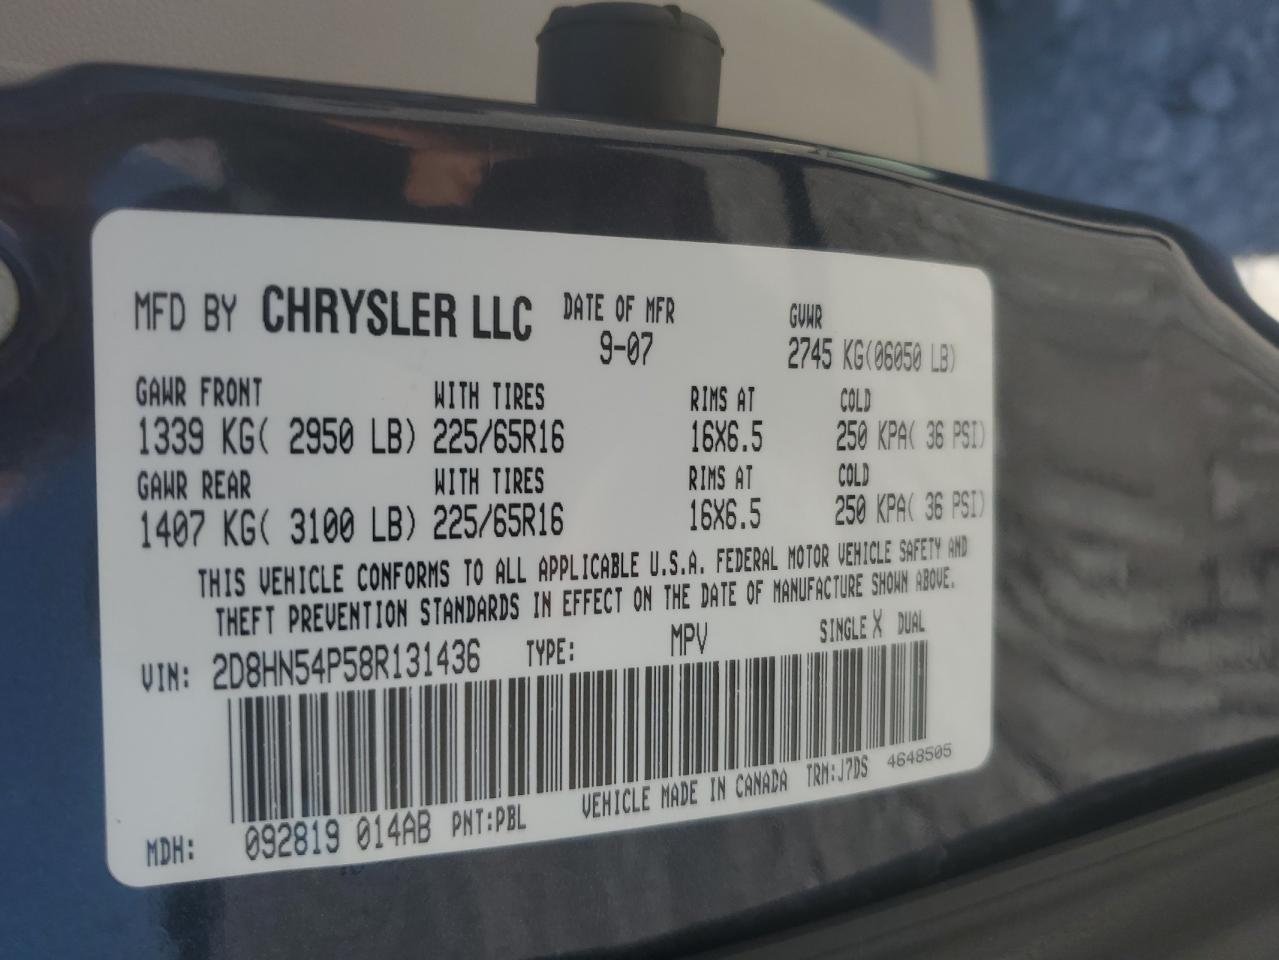 MFD BY CHRYSLER LLC DATE OF MFR GVWR
9-07 2745 KG(06050 LB)
GAWR FRONT WITH TIRES RIMS AT COLD
1339 KG( 2950 LB) 225/65R16 16X6.5 250 KPA( 36 PSI)
GAWR REAR WITH TIRES RIMS AT COLD
1407 KG( 3100 LB) 225/65R16 16X6.5 250 KPA( 36 PSI)
THIS VEHICLE CONFORMS TO ALL APPLICABLE U.S.A. FEDERAL MOTOR VEHICLE SAFETY AND
THEFT PREVENTION STANDARDS IN EFFECT ON THE DATE OF MANUFACTURE SHOWN ABOVE.
VIN: 2D8HN54P58R131436 TYPE: MPV SINGLE X DUAL
MDH: 092819 014AB PNT:PBL VEHICLE MADE IN CANADA TRM:J7DS 4648505